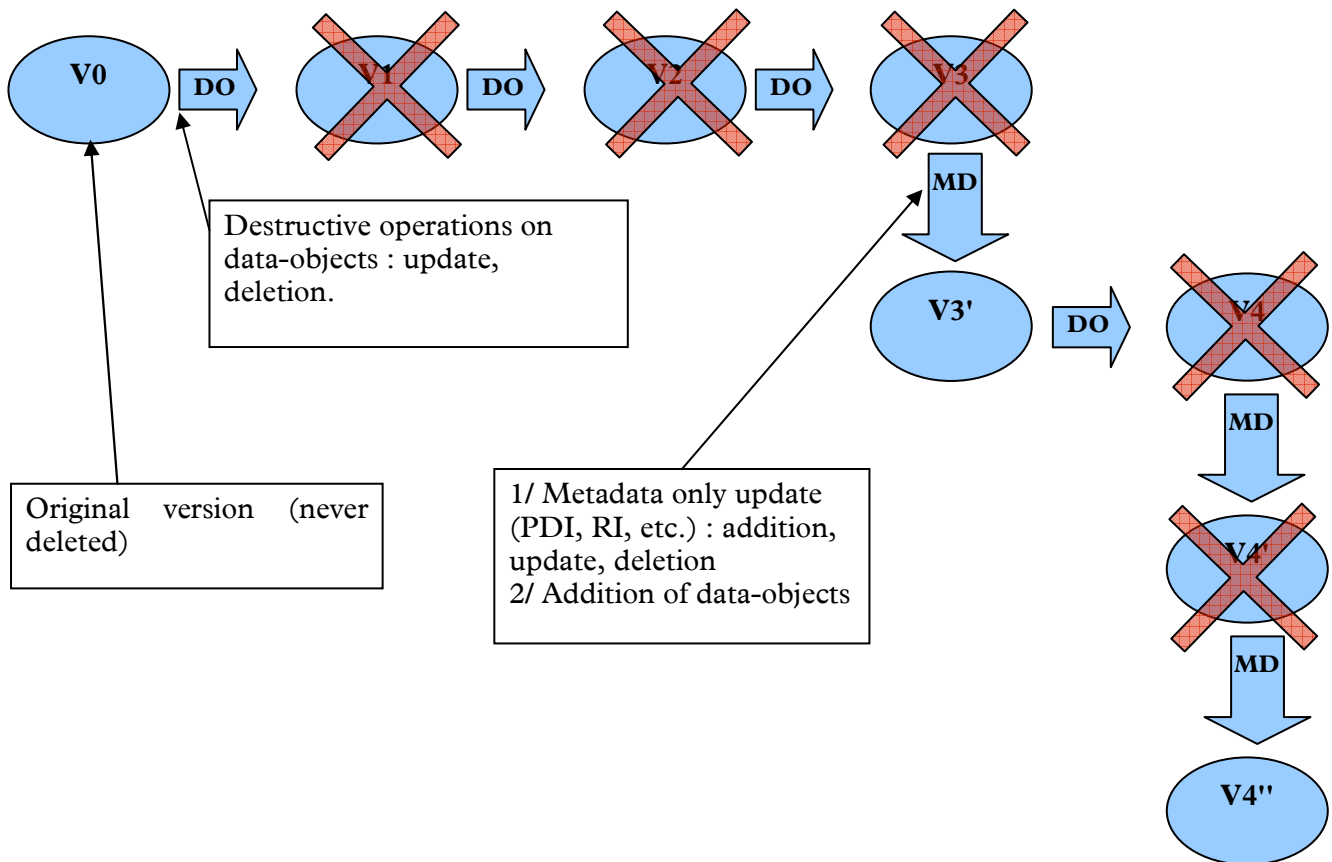 V0
DO
V1
DO
V2
DO
V3
MD
Destructive operations on
data-objects : update,
deletion.
V3'
DO
V4
MD
Original version (never
deleted)
1/ Metadata only update
(PDI, RI, etc.) : addition,
update, deletion
2/ Addition of data-objects
V4'
MD
V4''